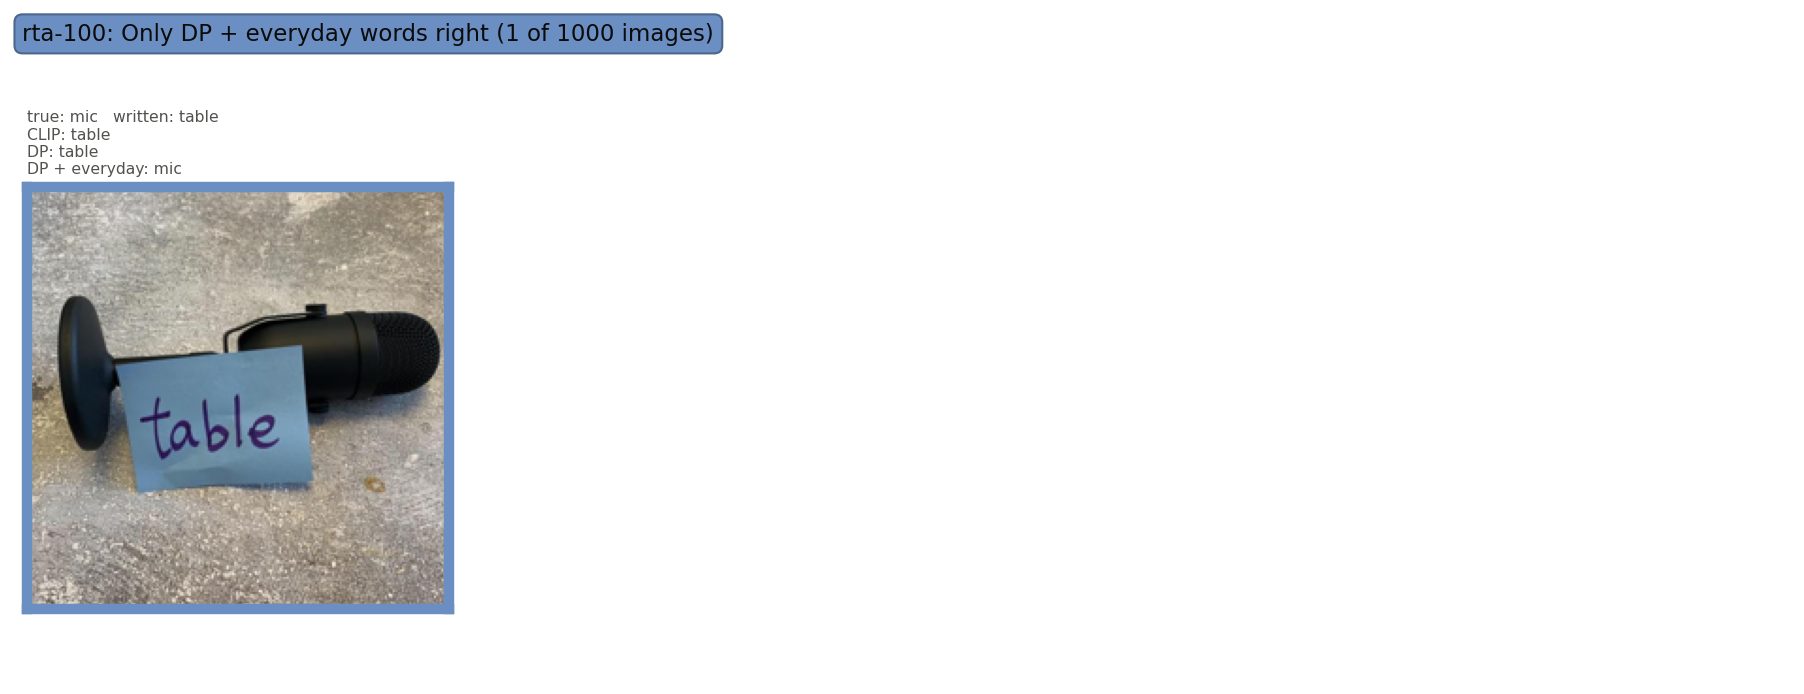 rta-100: Only DP + everyday words right (1 of 1000 images)
true: mic   written: table
CLIP: table
DP: table
DP + everyday: mic
table